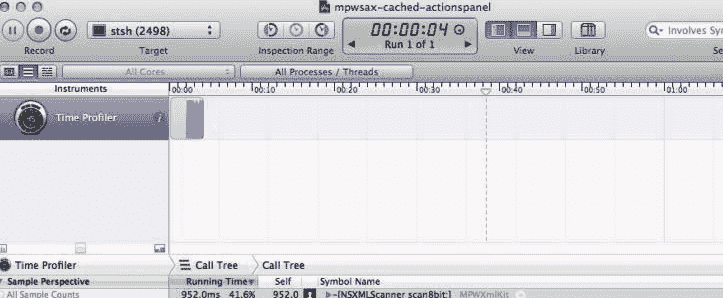 mpwsax-cached-actionspanel
stsh (2498)
00:00:04
Run 1 of 1
Involves Sy
Record
Target
Inspection Range
View
Library
Se
All Cores
All Processes / Threads
Instruments
00:00
00:10
00:20
00:30
00:40
00:50
01:00
Time Profiler
Time Profiler
Call Tree
Call Tree
Sample Perspective
Running Time
Self
Symbol Name
All Sample Counts
952.0ms
41.6%
952.0
-[NSXMLScanner scan8bit:]
MPWXmlKit